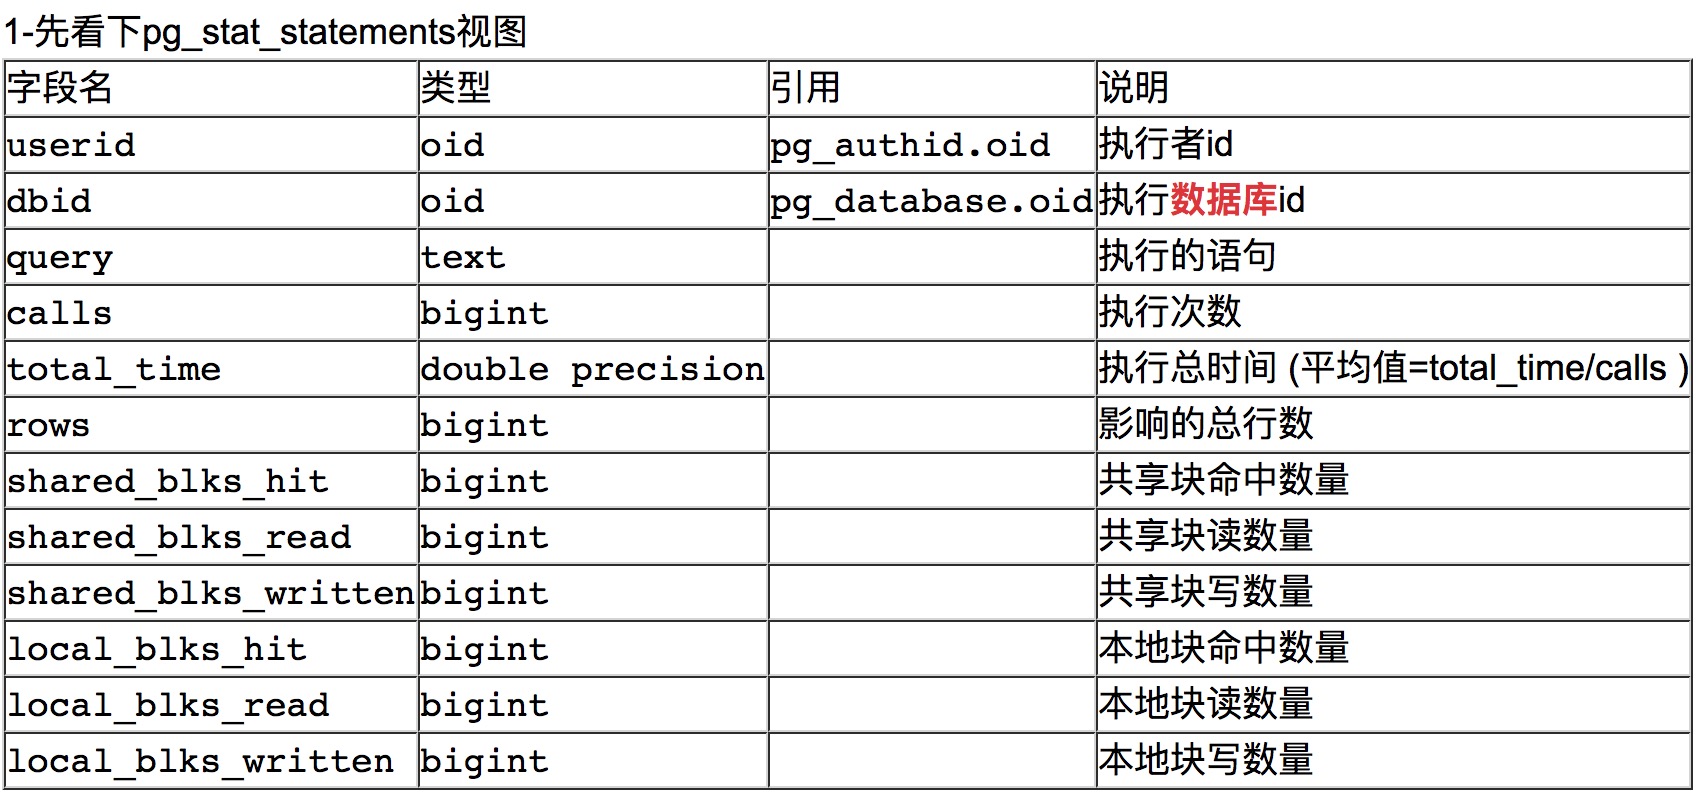 1-先看下pg_stat_statements视图
字段名 类型 引用 说明
userid oid pg_authid.oid 执行者id
dbid oid pg_database.oid 执行数据库id
query text 执行的语句
calls bigint 执行次数
total_time double precision 执行总时间 (平均值=total_time/calls )
rows bigint 影响的总行数
shared_blks_hit bigint 共享块命中数量
shared_blks_read bigint 共享块读数量
shared_blks_written bigint 共享块写数量
local_blks_hit bigint 本地块命中数量
local_blks_read bigint 本地块读数量
local_blks_written bigint 本地块写数量